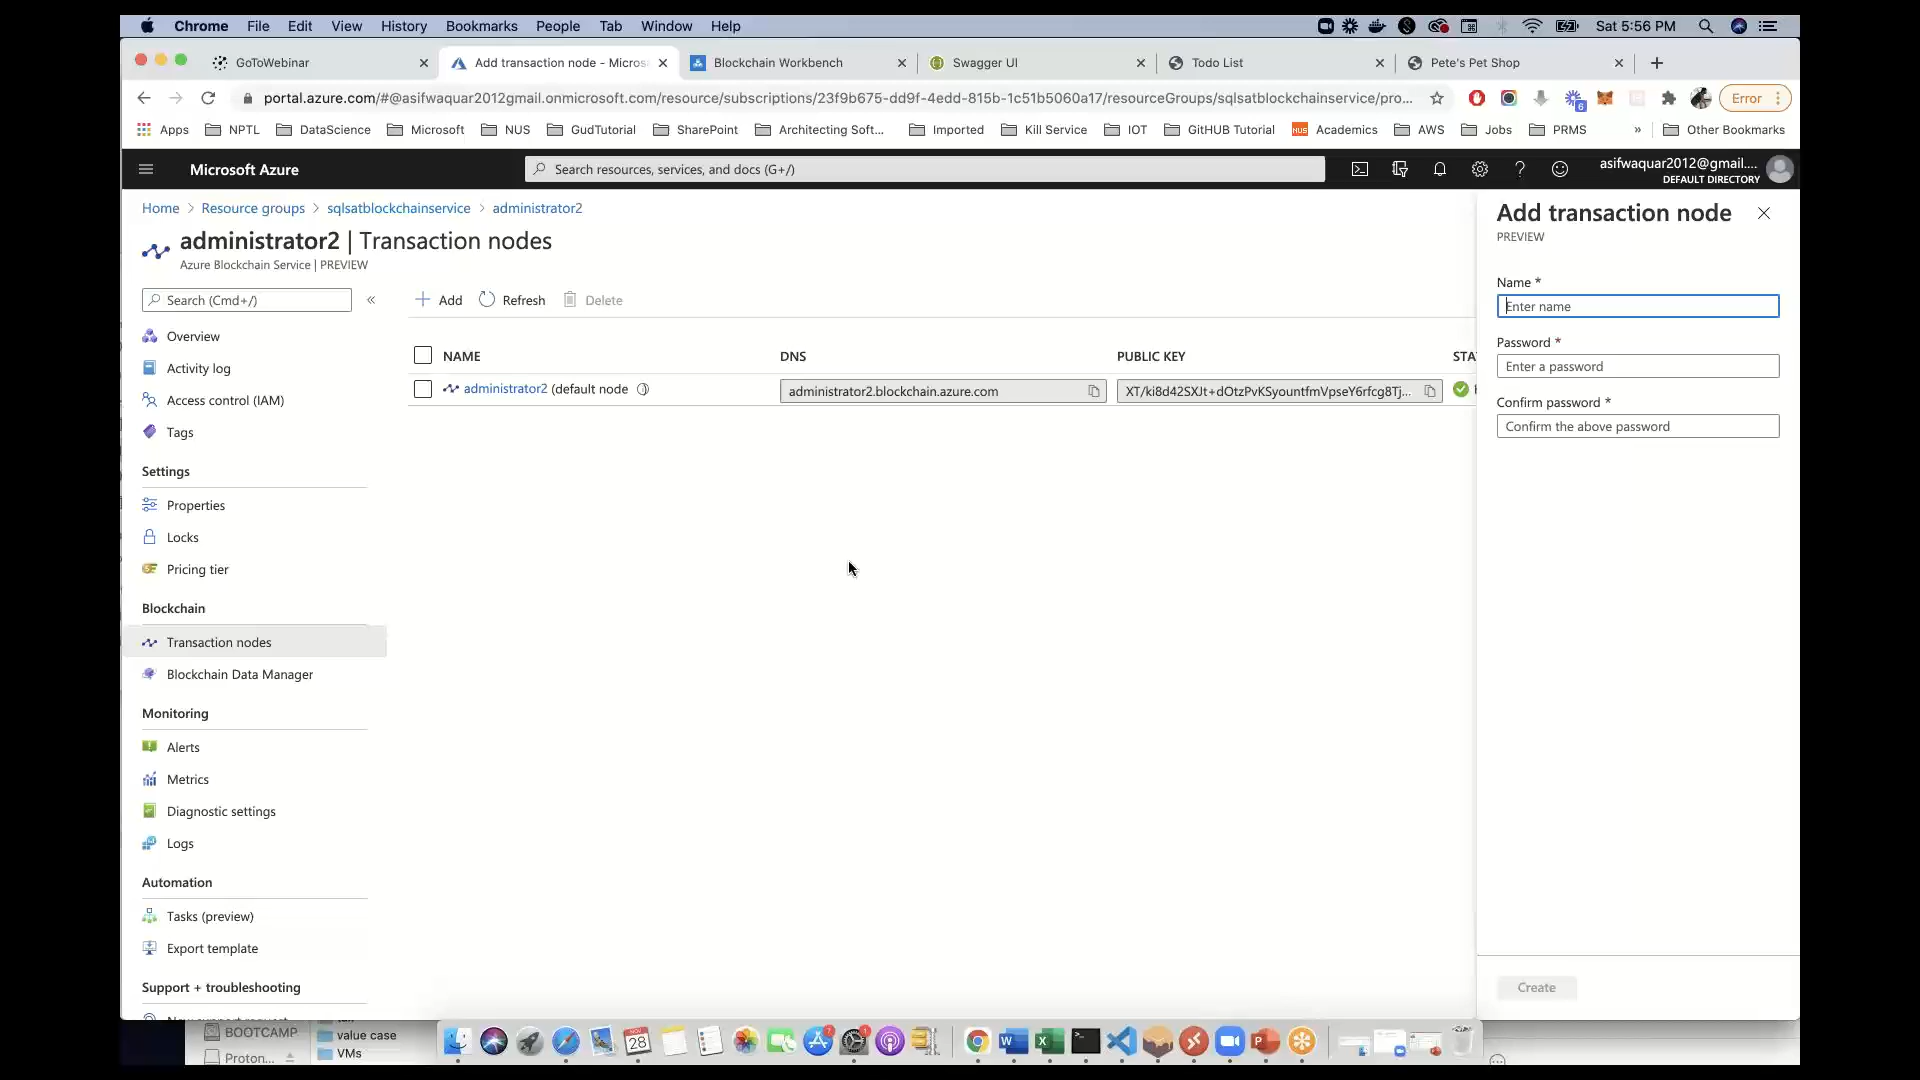 Chrome File Edit View History Bookmarks People Tab Window Help Sat 5:56 PM
GoToWebinar Add transaction node - Micros Blockchain Workbench Swagger UI Todo List Pete's Pet Shop
portal.azure.com/#@asifwaquar2012gmail.onmicrosoft.com/resource/subscriptions/23f9b675-dd9f-4edd-815b-1c51b5060a17/resourceGroups/sqlsatblockchainservice/pro... 6 Error
Apps NPTL DataScience Microsoft NUS GudTutorial SharePoint Architecting Soft... Imported Kill Service IOT GitHUB Tutorial NUS Academics AWS Jobs PRMS » Other Bookmarks
Microsoft Azure Search resources, services, and docs (G+/) asifwaquar2012@gmail....
DEFAULT DIRECTORY
Home > Resource groups > sqlsatblockchainservice > administrator2
administrator2 | Transaction nodes
Azure Blockchain Service | PREVIEW
Search (Cmd+/) «
Overview
Activity log
Access control (IAM)
Tags
Settings
Properties
Locks
Pricing tier
Blockchain
Transaction nodes
Blockchain Data Manager
Monitoring
Alerts
Metrics
Diagnostic settings
Logs
Automation
Tasks (preview)
Export template
Support + troubleshooting
Add Refresh Delete
NAME DNS PUBLIC KEY STA
administrator2 (default node administrator2.blockchain.azure.com XT/ki8d42SXJt+dOtzPvKSyountfmVpseY6rfcg8Tj...
Add transaction node
PREVIEW
Name *
Enter name
Password *
Enter a password
Confirm password *
Confirm the above password
Create
BOOTCAMP value case
Proton... VMs
NOV
28